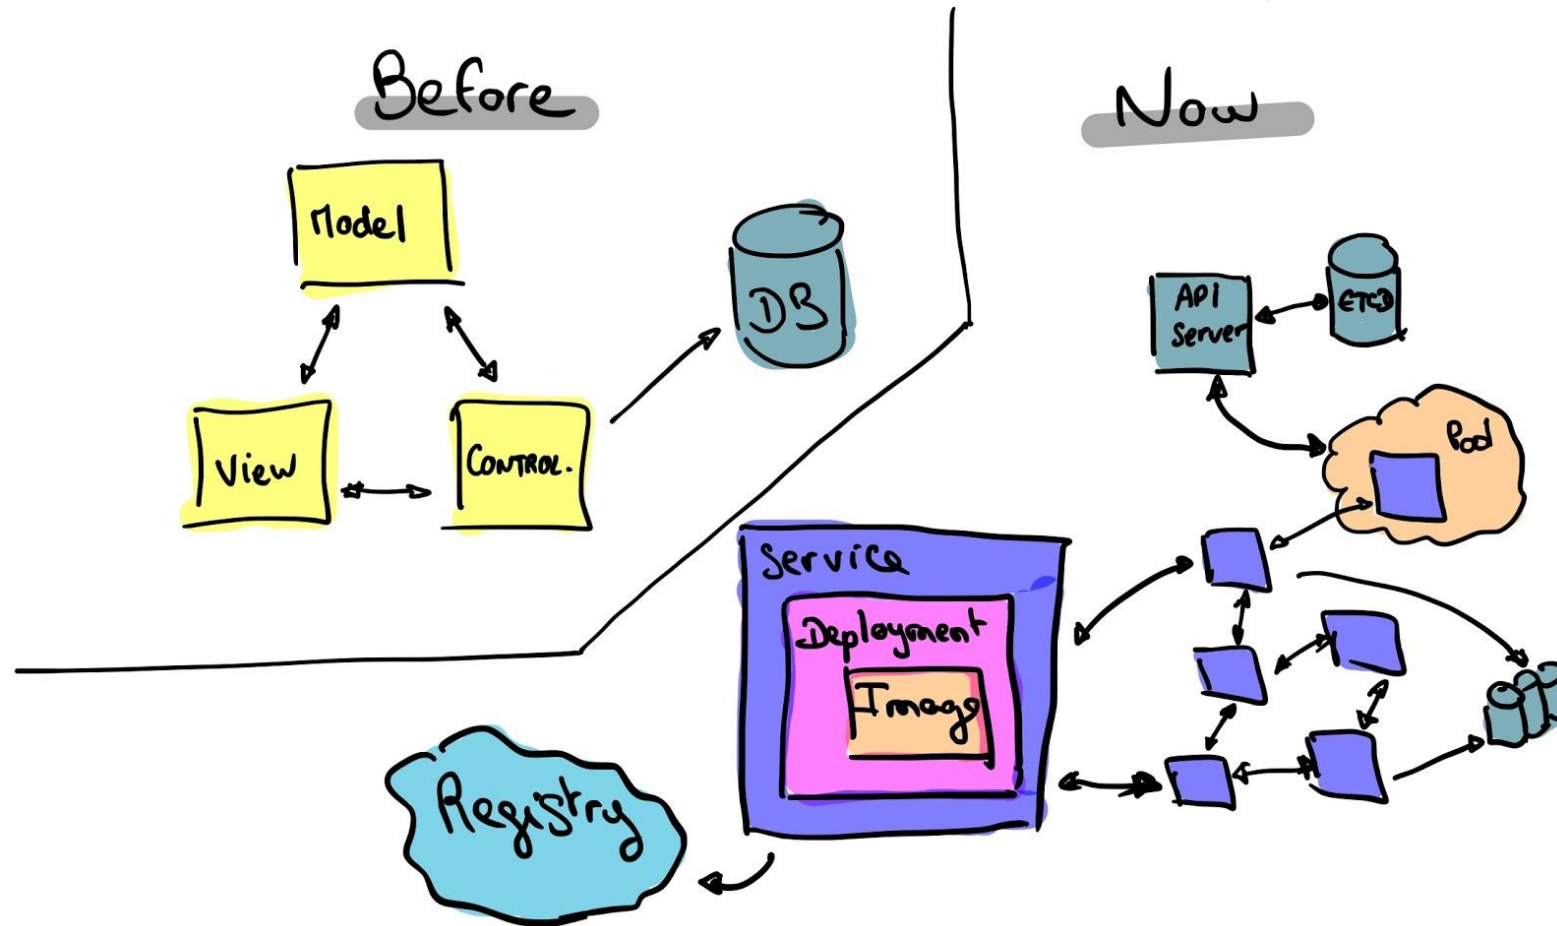 Before
Model
View
CONTROL.
DB
Now
API
Server
ETCD
Pod
Service
Deployment
Image
Registry